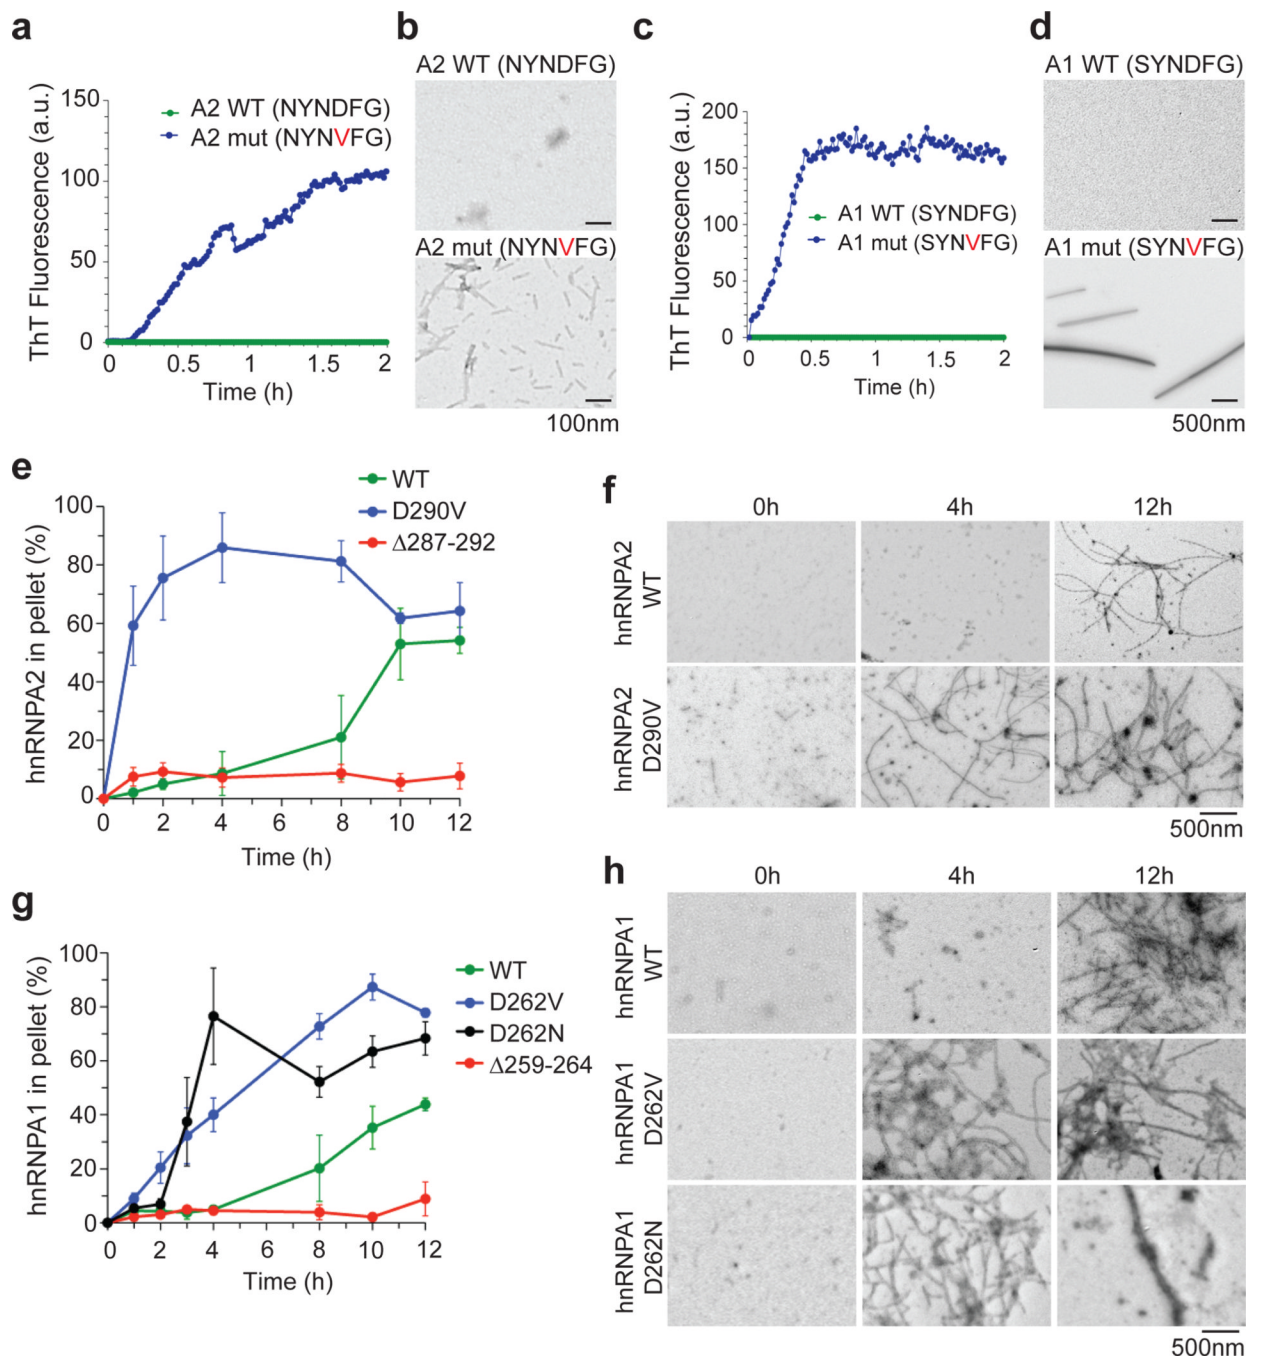 a
ThT Fluorescence (a.u.)
150
100
50
0
0
0.5
1
1.5
2
Time (h)
A2 WT (NYNDFG)
A2 mut (NYNVFG)
b
A2 WT (NYNDFG)
A2 mut (NYNVFG)
100nm
c
ThT Fluorescence (a.u.)
200
150
100
50
0
0
0.5
1
1.5
2
Time (h)
A1 WT (SYNDFG)
A1 mut (SYNVFG)
d
A1 WT (SYNDFG)
A1 mut (SYNVFG)
500nm
e
hnRNPA2 in pellet (%)
100
80
60
40
20
0
0
2
4
6
8
10
12
Time (h)
WT
D290V
Δ287-292
f
0h
4h
12h
hnRNPA2
WT
hnRNPA2
D290V
500nm
g
hnRNPA1 in pellet (%)
100
80
60
40
20
0
0
2
4
6
8
10
12
Time (h)
WT
D262V
D262N
Δ259-264
h
0h
4h
12h
hnRNPA1
WT
hnRNPA1
D262V
hnRNPA1
D262N
500nm